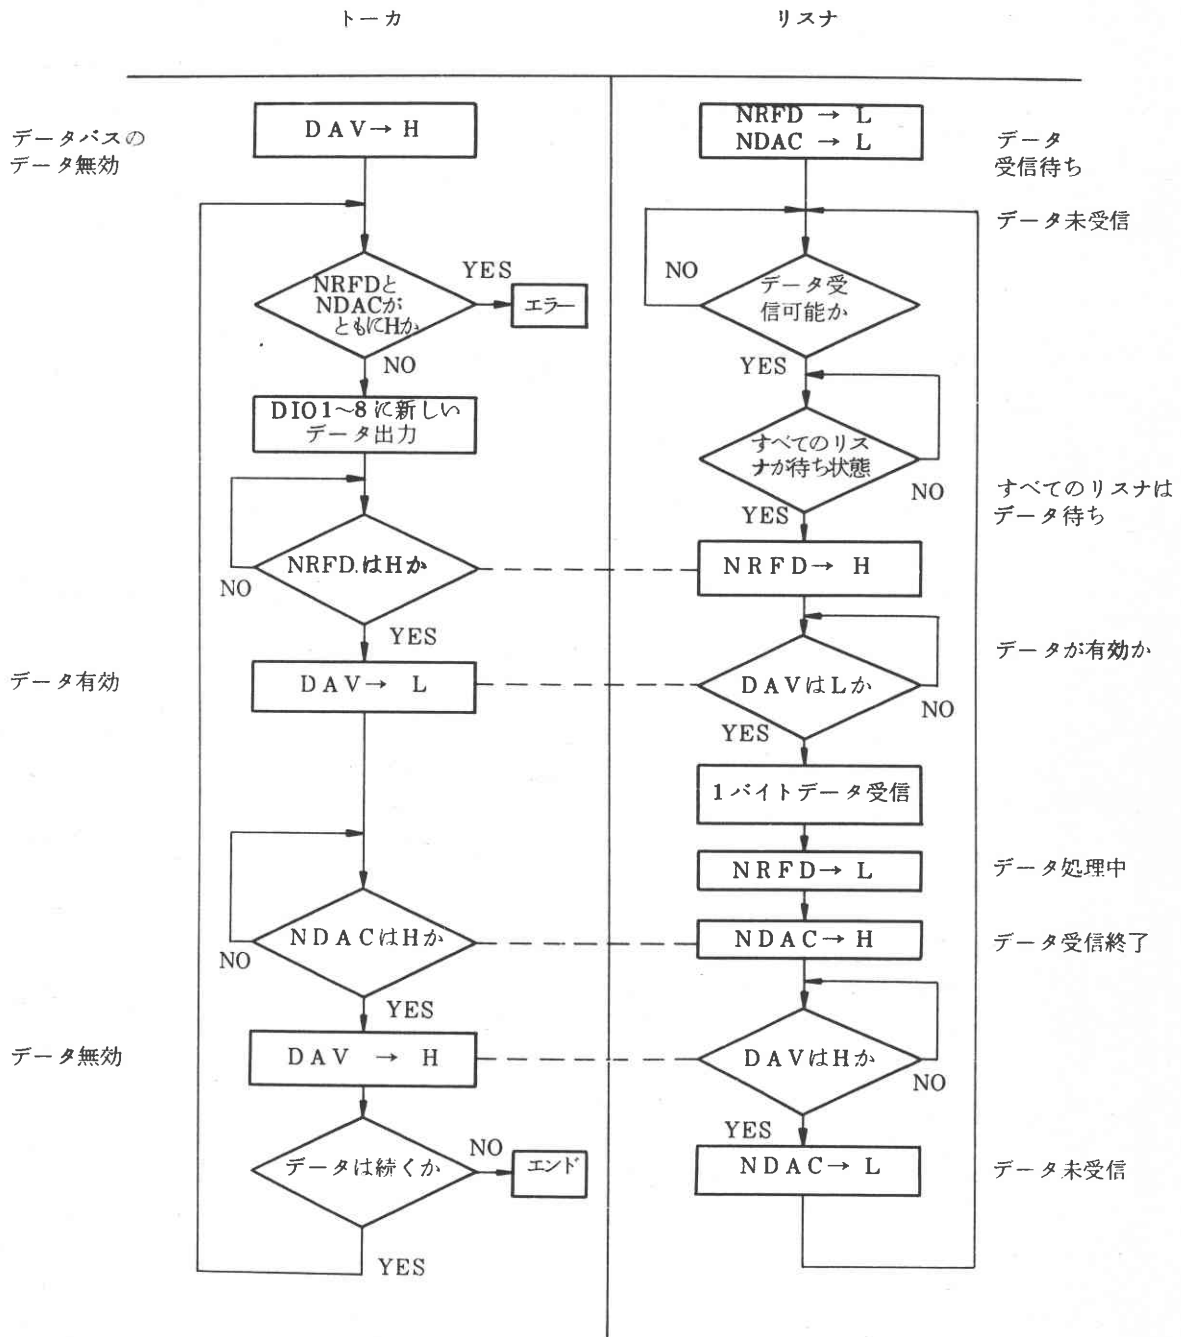 トーカ
リスナ
データバスの
データ無効
DAV→ H
NRFDと
NDACが
ともにHか
YES
エラー
NO
DIO1~8に新しい
データ出力
NRFD.はHか
NO
YES
データ有効
DAV→ L
NDACはHか
NO
YES
データ無効
DAV → H
データは続くか
NO
エンド
YES
NRFD → L
NDAC → L
データ
受信待ち
データ未受信
NO
データ受
信可能か
YES
すべてのリス
ナが待ち状態
NO
YES
すべてのリスナは
データ待ち
NRFD→ H
データが有効か
DAVはLか
NO
YES
1バイトデータ受信
NRFD→ L
データ処理中
NDAC→ H
データ受信終了
DAVはHか
NO
YES
NDAC→ L
データ未受信